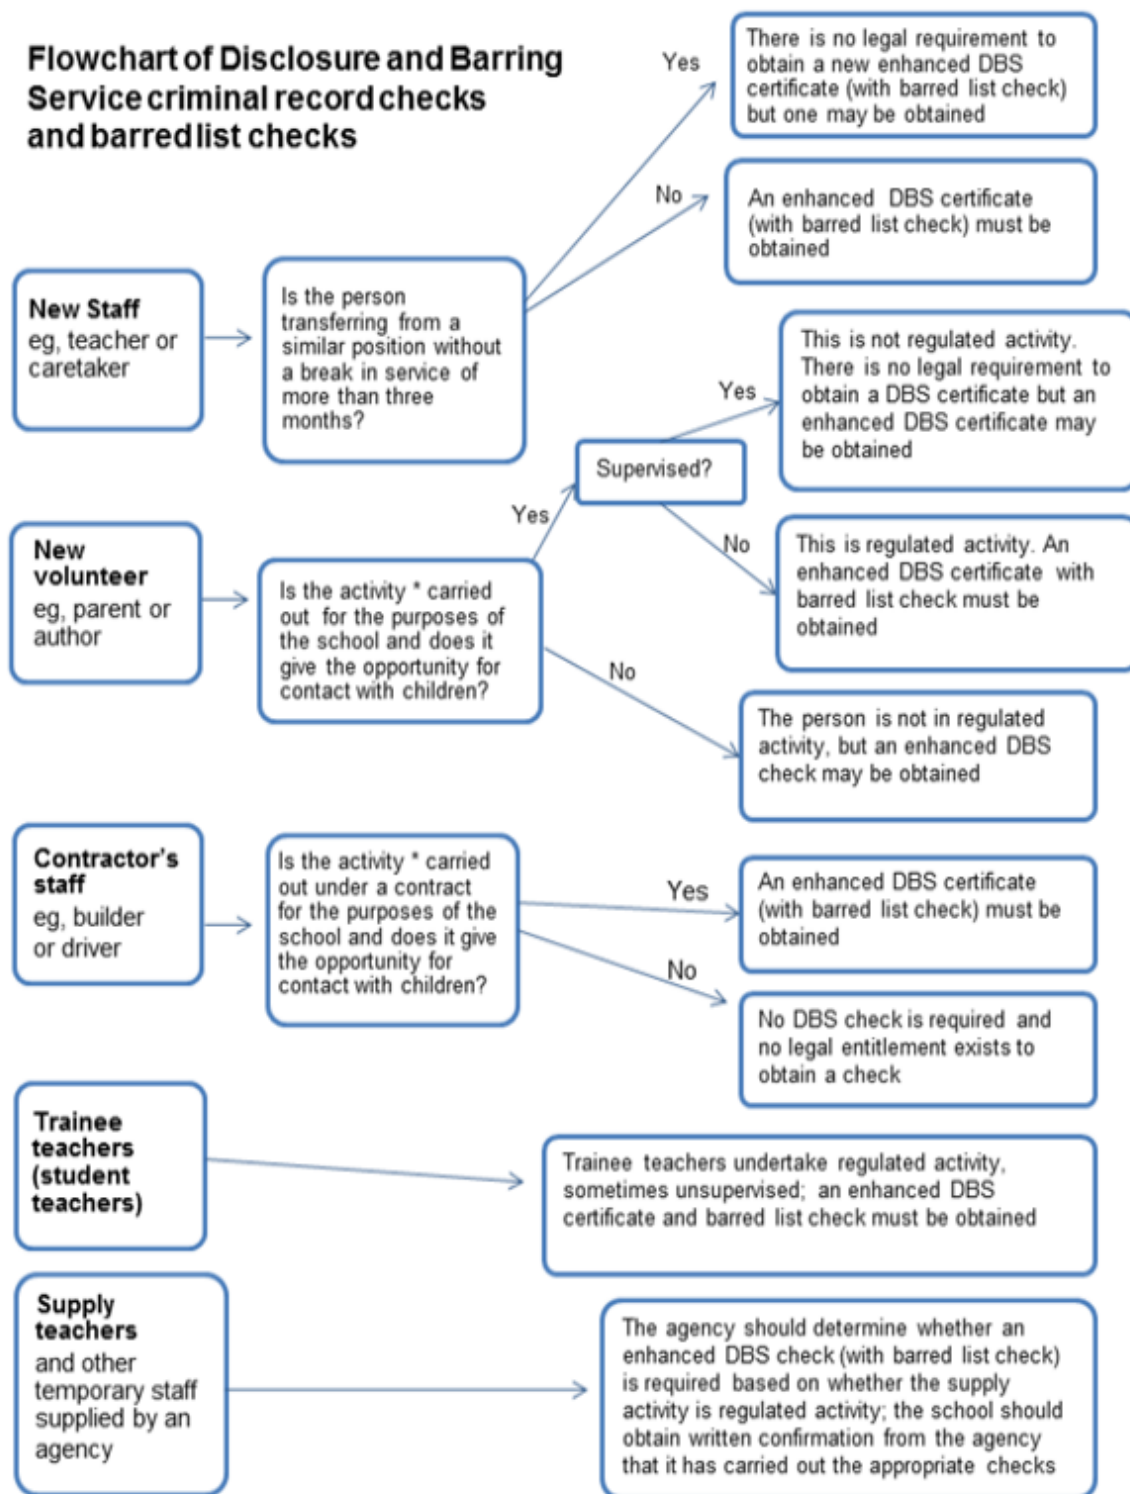 Flowchart of Disclosure and Barring
Service criminal record checks
and barred list checks
New Staff
eg, teacher or
caretaker
Is the person
transferring from a
similar position without
a break in service of
more than three
months?
Yes
There is no legal requirement to
obtain a new enhanced DBS
certificate (with barred list check)
but one may be obtained
No
An enhanced DBS certificate
(with barred list check) must be
obtained
New
volunteer
eg, parent or
author
Is the activity * carried
out for the purposes of
the school and does it
give the opportunity for
contact with children?
Yes
Supervised?
Yes
This is not regulated activity.
There is no legal requirement to
obtain a DBS certificate but an
enhanced DBS certificate may
be obtained
No
This is regulated activity. An
enhanced DBS certificate with
barred list check must be
obtained
No
The person is not in regulated
activity, but an enhanced DBS
check may be obtained
Contractor's
staff
eg, builder
or driver
Is the activity * carried
out under a contract
for the purposes of the
school and does it give
the opportunity for
contact with children?
Yes
An enhanced DBS certificate
(with barred list check) must be
obtained
No
No DBS check is required and
no legal entitlement exists to
obtain a check
Trainee
teachers
(student
teachers)
Trainee teachers undertake regulated activity,
sometimes unsupervised; an enhanced DBS
certificate and barred list check must be obtained
Supply
teachers
and other
temporary staff
supplied by an
agency
The agency should determine whether an
enhanced DBS check (with barred list check)
is required based on whether the supply
activity is regulated activity; the school should
obtain written confirmation from the agency
that it has carried out the appropriate checks